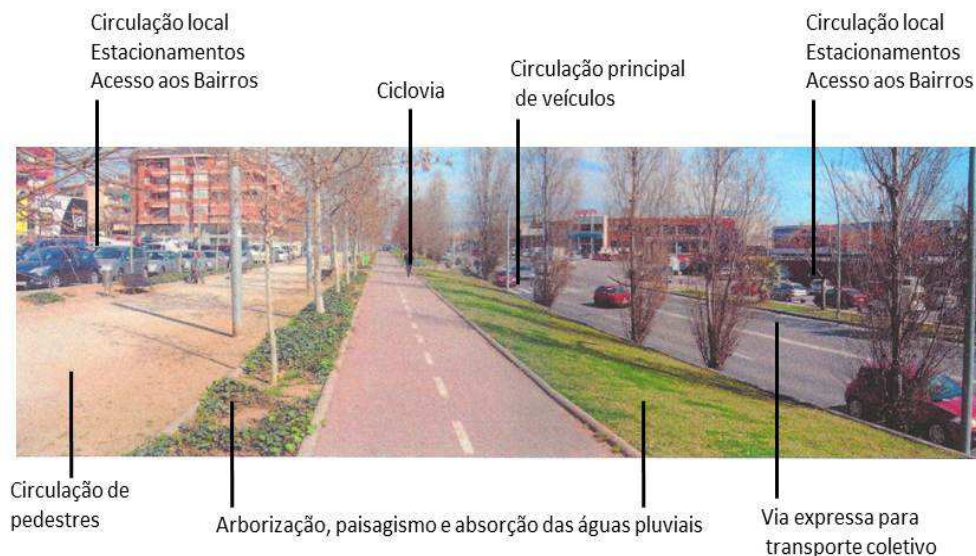 Circulação local
Estacionamentos
Acesso aos Bairros
Ciclovia
Circulação principal
de veículos
Circulação local
Estacionamentos
Acesso aos Bairros
Circulação de
pedestres
Arborização, paisagismo e absorção das águas pluviais
Via expressa para
transporte coletivo